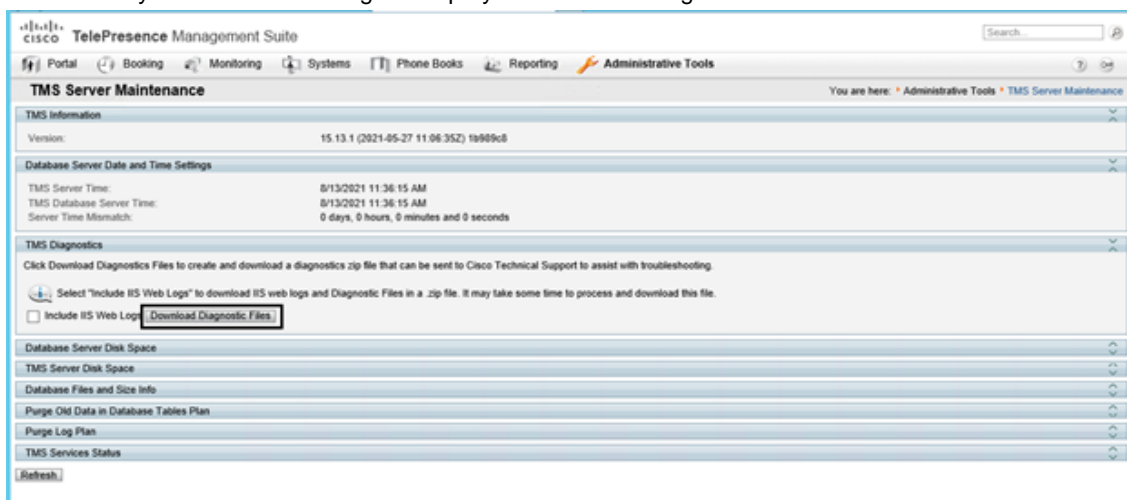 cisco TelePresence Management Suite
Search...
Portal Booking Monitoring Systems Phone Books Reporting Administrative Tools
TMS Server Maintenance
You are here: Administrative Tools TMS Server Maintenance
TMS Information
Version: 15.13.1 (2021-05-27 11:06:35Z) 1b989c8
Database Server Date and Time Settings
TMS Server Time: 8/13/2021 11:36:15 AM
TMS Database Server Time: 8/13/2021 11:36:15 AM
Server Time Mismatch: 0 days, 0 hours, 0 minutes and 0 seconds
TMS Diagnostics
Click Download Diagnostics Files to create and download a diagnostics zip file that can be sent to Cisco Technical Support to assist with troubleshooting.
Select "Include IIS Web Logs" to download IIS web logs and Diagnostic Files in a .zip file. It may take some time to process and download this file.
Include IIS Web Logs Download Diagnostic Files
Database Server Disk Space
TMS Server Disk Space
Database Files and Size Info
Purge Old Data in Database Tables Plan
Purge Log Plan
TMS Services Status
Refresh